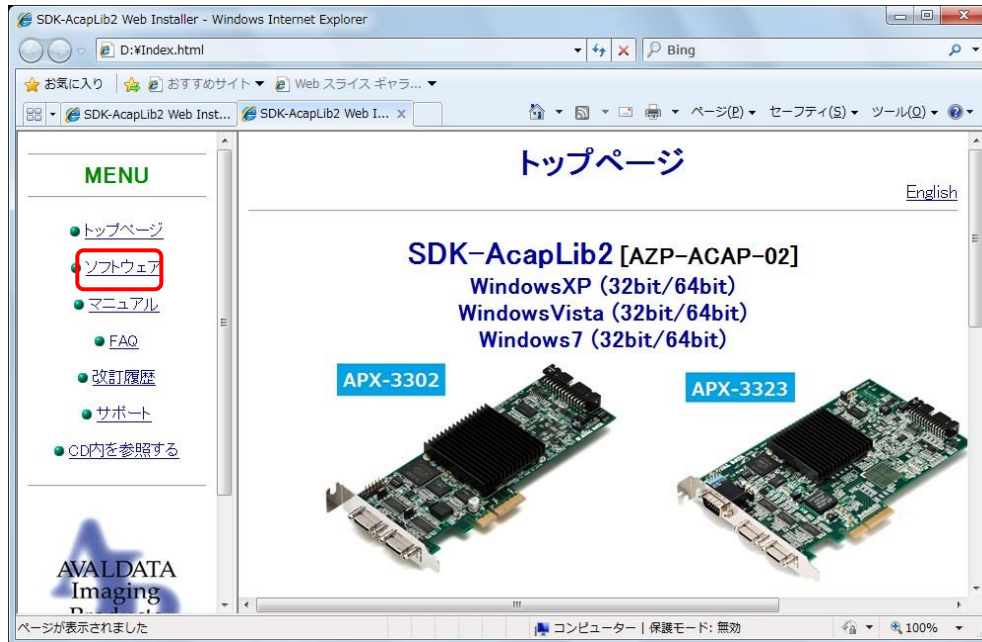 SDK-AcapLib2 Web Installer - Windows Internet Explorer
D:¥Index.html
Bing
お気に入り
おすすめサイト ▼
Web スライス ギャラ... ▼
SDK-AcapLib2 Web Inst...
SDK-AcapLib2 Web I... x
ページ(P) ▼
セーフティ(S) ▼
ツール(O) ▼
MENU
トップページ
ソフトウェア
マニュアル
FAQ
改訂履歴
サポート
CD内を参照する
AVALDATA
Imaging
トップページ
English
SDK-AcapLib2 [AZP-ACAP-02]
WindowsXP (32bit/64bit)
WindowsVista (32bit/64bit)
Windows7 (32bit/64bit)
APX-3302
APX-3323
ページが表示されました
コンピューター | 保護モード: 無効
100%